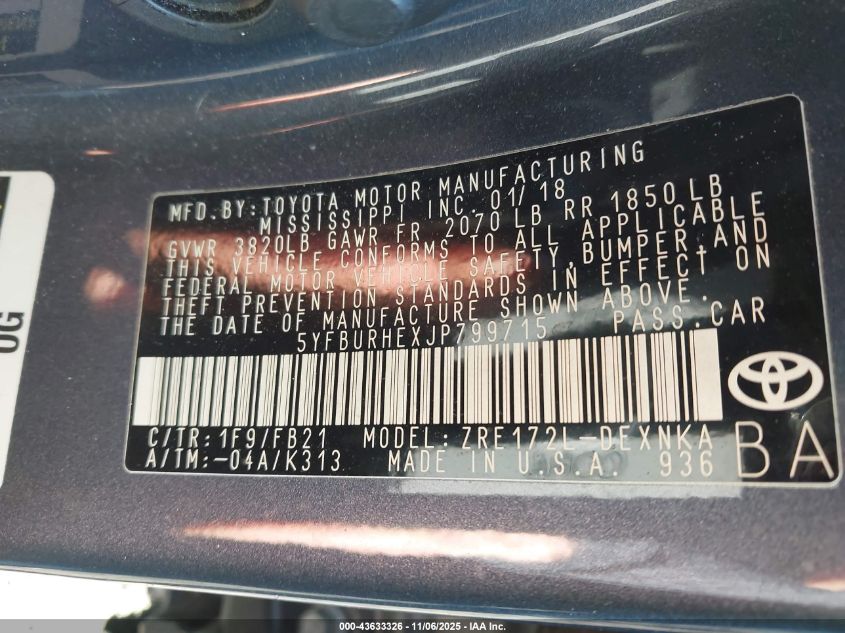 MFD. BY: TOYOTA MOTOR MANUFACTURING
MISSISSIPPI INC. 01/18
GVWR 3820LB GAWR FR 2070 LB RR 1850 LB
THIS VEHICLE CONFORMS TO ALL APPLICABLE
FEDERAL MOTOR VEHICLE SAFETY, BUMPER, AND
THEFT PREVENTION STANDARDS IN EFFECT ON
THE DATE OF MANUFACTURE SHOWN ABOVE.
5YFBURHEXJP799715 PASS. CAR
C/TR: 1F9/FB21 MODEL: ZRE172L-DEXNKA
A/TM: -04A/K313 MADE IN U.S.A. 936
BA
OG
000-43633326 - 11/06/2025 - IAA Inc.